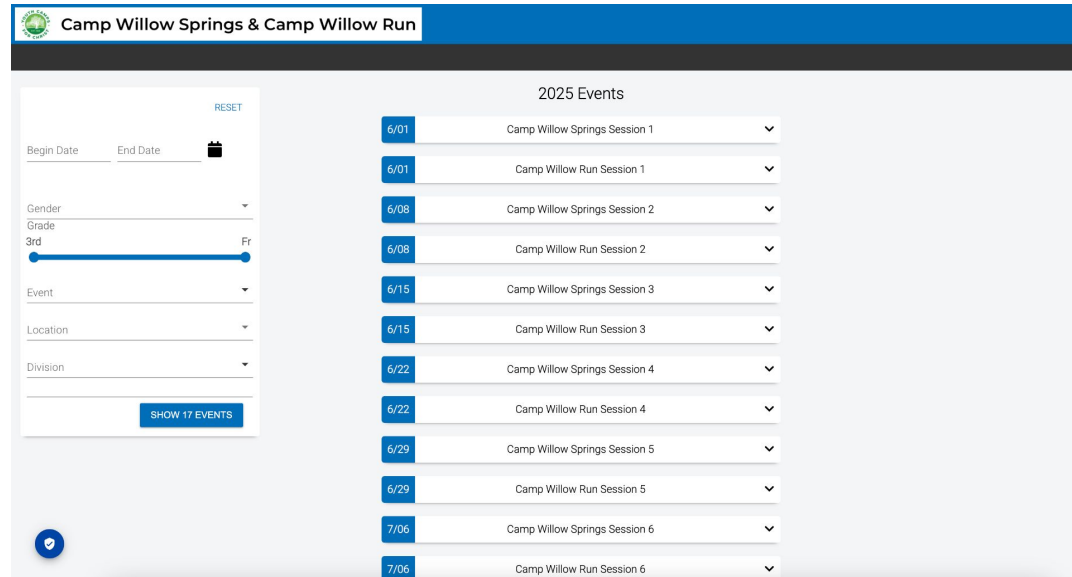 Camp Willow Springs & Camp Willow Run
RESET
Begin Date
End Date
Gender
Grade
3rd
Fr
Event
Location
Division
SHOW 17 EVENTS
2025 Events
6/01 Camp Willow Springs Session 1
6/01 Camp Willow Run Session 1
6/08 Camp Willow Springs Session 2
6/08 Camp Willow Run Session 2
6/15 Camp Willow Springs Session 3
6/15 Camp Willow Run Session 3
6/22 Camp Willow Springs Session 4
6/22 Camp Willow Run Session 4
6/29 Camp Willow Springs Session 5
6/29 Camp Willow Run Session 5
7/06 Camp Willow Springs Session 6
7/06 Camp Willow Run Session 6